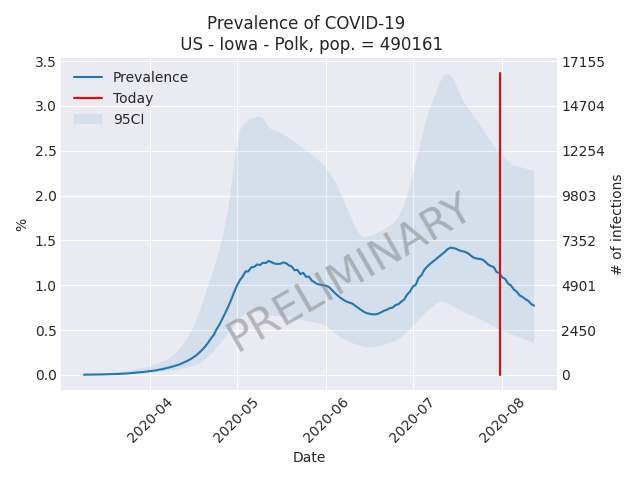 Prevalence of COVID-19
US - Iowa - Polk, pop. = 490161
3.5
3.0
2.5
2.0
1.5
1.0
0.5
0.0
%
Prevalence
Today
95CI
PRELIMINARY
17155
14704
12254
9803
7352
4901
2450
0
# of infections
2020-04
2020-05
2020-06
2020-07
2020-08
Date